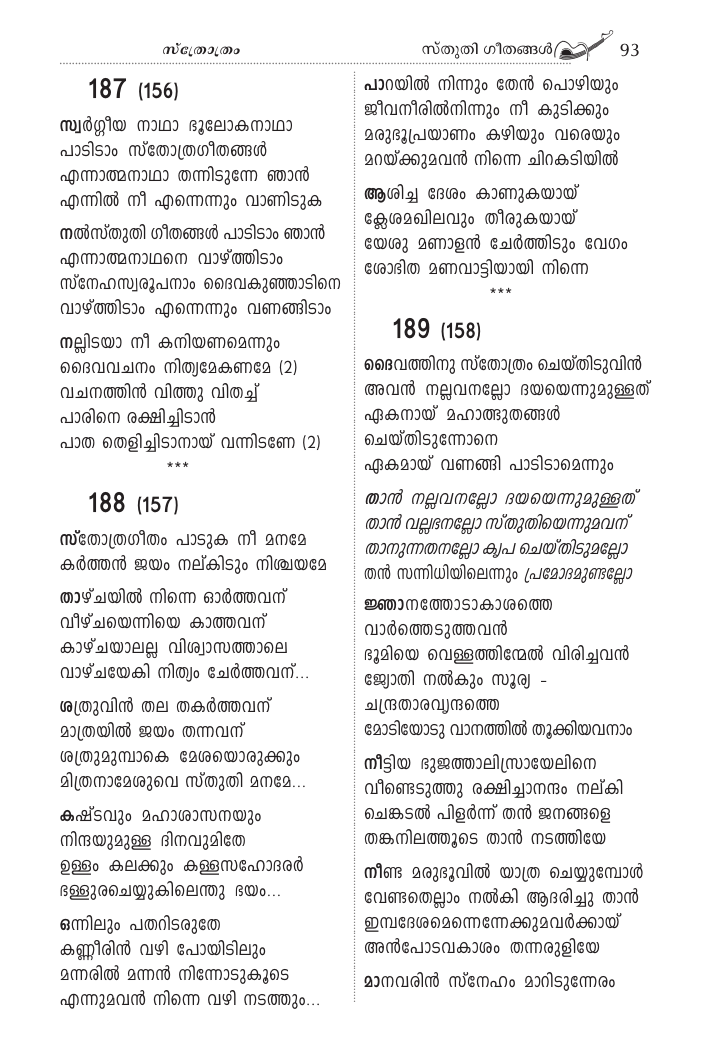 സ്ത്രോത്രം
സ്തുതി ഗീതങ്ങൾ 93
187 (156)
സ്വർഗ്ഗീയ നാഥാ ഭൂലോകനാഥാ
പാടിടാം സ്തോത്രഗീതങ്ങൾ
എന്നാത്മനാഥാ തന്നിടുന്നേ ഞാൻ
എന്നിൽ നീ എന്നെന്നും വാണിടുക
നൽസ്തുതി ഗീതങ്ങൾ പാടിടാം ഞാൻ
എന്നാത്മനാഥനെ വാഴ്ത്തിടാം
സ്നേഹസ്വരൂപനാം ദൈവകുഞ്ഞാടിനെ
വാഴ്ത്തിടാം എന്നെന്നും വണങ്ങിടാം
നല്ലിടയാ നീ കനിയണമെന്നും
ദൈവവചനം നിത്യമേകണമേ (2)
വചനത്തിൻ വിത്തു വിതച്ച്
പാരിനെ രക്ഷിച്ചിടാൻ
പാത തെളിച്ചിടാനായ് വന്നിടണേ (2)
***
188 (157)
സ്തോത്രഗീതം പാടുക നീ മനമേ
കർത്തൻ ജയം നല്കിടും നിശ്ചയമേ
താഴ്ചയിൽ നിന്നെ ഓർത്തവന്
വീഴ്ചയെന്നിയെ കാത്തവന്
കാഴ്ചയാലല്ല വിശ്വാസത്താലെ
വാഴ്ചയേകി നിത്യം ചേർത്തവന്...
ശത്രുവിൻ തല തകർത്തവന്
മാത്രയിൽ ജയം തന്നവന്
ശത്രുമുമ്പാകെ മേശയൊരുക്കും
മിത്രനാമേശുവെ സ്തുതി മനമേ...
കഷ്ടവും മഹാശാസനയും
നിന്ദയുമുള്ള ദിനവുമിതേ
ഉള്ളം കലക്കും കള്ളസഹോദരർ
ഭള്ളുരചെയ്യുകിലെന്തു ഭയം...
ഒന്നിലും പതറിടരുതേ
കണ്ണീരിൻ വഴി പോയിടിലും
മന്നരിൽ മന്നൻ നിന്നോടുകൂടെ
എന്നുമവൻ നിന്നെ വഴി നടത്തും...
പാറയിൽ നിന്നും തേൻ പൊഴിയും
ജീവനീരിൽനിന്നും നീ കുടിക്കും
മരുഭൂപ്രയാണം കഴിയും വരെയും
മറയ്ക്കുമവൻ നിന്നെ ചിറകടിയിൽ
ആശിച്ച ദേശം കാണുകയായ്
ക്ലേശമഖിലവും തീരുകയായ്
യേശു മണാളൻ ചേർത്തിടും വേഗം
ശോഭിത മണവാട്ടിയായി നിന്നെ
***
189 (158)
ദൈവത്തിനു സ്തോത്രം ചെയ്തിടുവിൻ
അവൻ നല്ലവനല്ലോ ദയയെന്നുമുള്ളത്
ഏകനായ് മഹാത്ഭുതങ്ങൾ
ചെയ്തിടുന്നോനെ
ഏകമായ് വണങ്ങി പാടിടാമെന്നും
താൻ നല്ലവനല്ലോ ദയയെന്നുമുള്ളത്
താൻ വല്ലഭനല്ലോ സ്തുതിയെന്നുമവന്
താനുന്നതനല്ലോ ക്യപ ചെയ്തിടുമല്ലോ
തൻ സന്നിധിയിലെന്നും പ്രമോദമുണ്ടല്ലോ
ജ്ഞാനത്തോടാകാശത്തെ
വാർത്തെടുത്തവൻ
ഭൂമിയെ വെള്ളത്തിന്മേൽ വിരിച്ചവൻ
ജ്യോതി നൽകും സൂര്യ -
ചന്ദ്രതാരവൃന്ദത്തെ
മോടിയോടു വാനത്തിൽ തൂക്കിയവനാം
നീട്ടിയ ഭുജത്താലിസ്രായേലിനെ
വീണ്ടെടുത്തു രക്ഷിച്ചാനന്ദം നല്കി
ചെങ്കടൽ പിളർന്ന് തൻ ജനങ്ങളെ
തങ്കനിലത്തൂടെ താൻ നടത്തിയേ
നീണ്ട മരുഭൂവിൽ യാത്ര ചെയ്യുമ്പോൾ
വേണ്ടതെല്ലാം നൽകി ആദരിച്ചു താൻ
ഇമ്പദേശമെന്നെന്നേക്കുമവർക്കായ്
അൻപോടവകാശം തന്നരുളിയേ
മാനവരിൻ സ്നേഹം മാറിടുന്നേരം